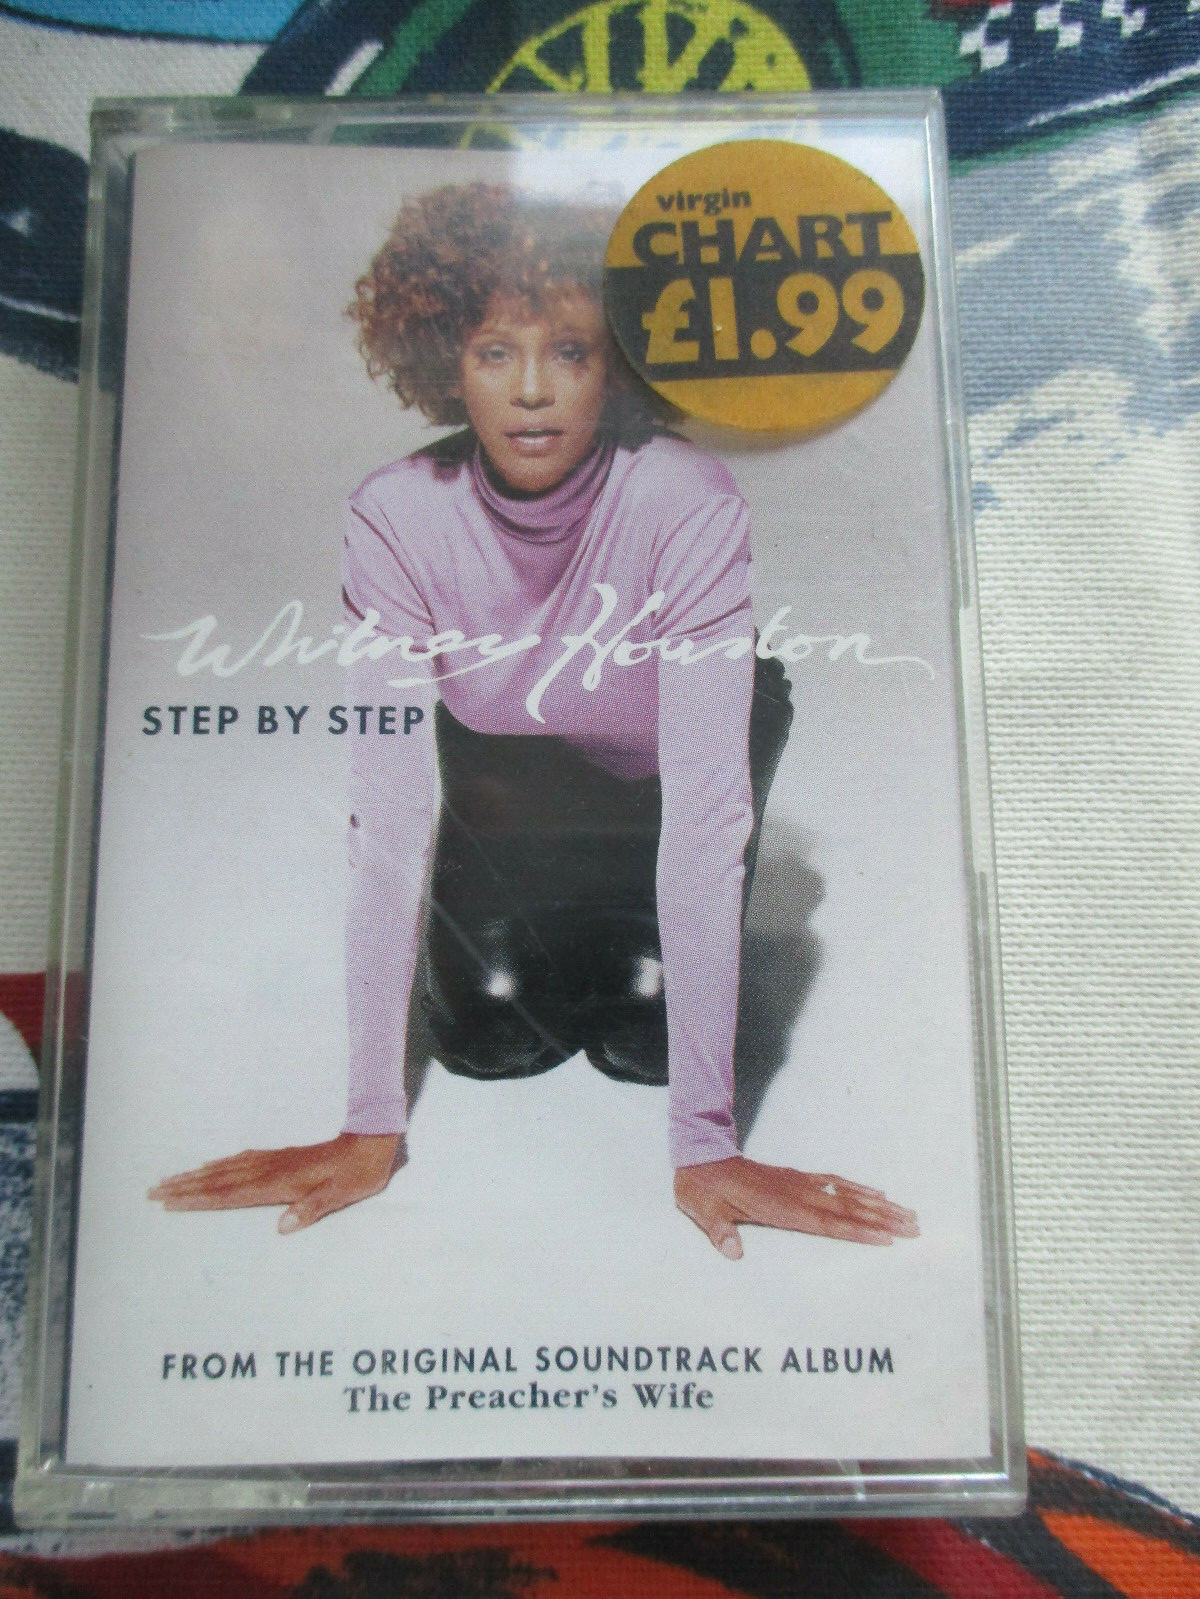 virgin
CHART
£1.99
Whitney Houston
STEP BY STEP
FROM THE ORIGINAL SOUNDTRACK ALBUM
The Preacher's Wife